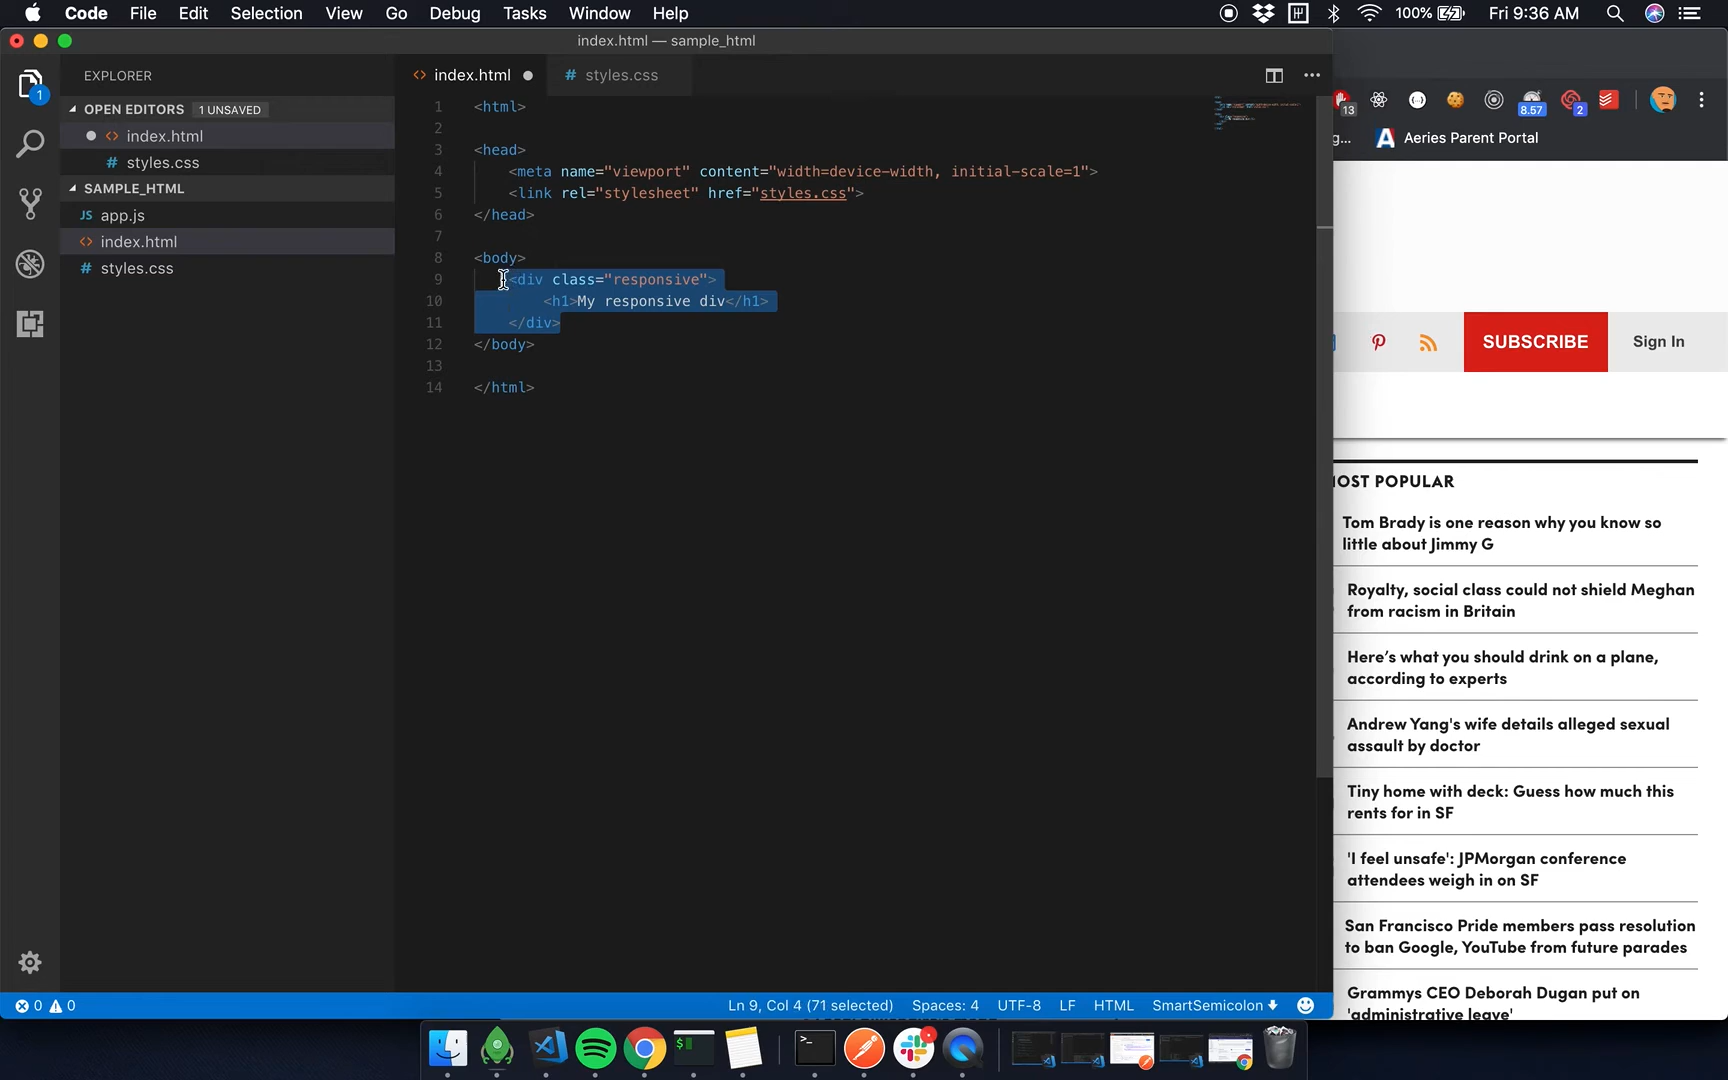 Code File Edit Selection View Go Debug Tasks Window Help 100% Fri 9:36 AM
index.html — sample_html
EXPLORER
index.html styles.css
OPEN EDITORS 1 UNSAVED
index.html
styles.css
SAMPLE_HTML
JS app.js
index.html
styles.css
1 <html>
2
3 <head>
4 <meta name="viewport" content="width=device-width, initial-scale=1">
5 <link rel="stylesheet" href="styles.css">
6 </head>
7
8 <body>
9 <div class="responsive">
10 <h1>My responsive div</h1>
11 </div>
12 </body>
13
14 </html>
1
13 8.57 2
g... Aeries Parent Portal
SUBSCRIBE Sign In
OST POPULAR
Tom Brady is one reason why you know so
little about Jimmy G
Royalty, social class could not shield Meghan
from racism in Britain
Here's what you should drink on a plane,
according to experts
Andrew Yang's wife details alleged sexual
assault by doctor
Tiny home with deck: Guess how much this
rents for in SF
'I feel unsafe': JPMorgan conference
attendees weigh in on SF
San Francisco Pride members pass resolution
to ban Google, YouTube from future parades
Grammys CEO Deborah Dugan put on
'administrative leave'
0 0 Ln 9, Col 4 (71 selected) Spaces: 4 UTF-8 LF HTML SmartSemicolon